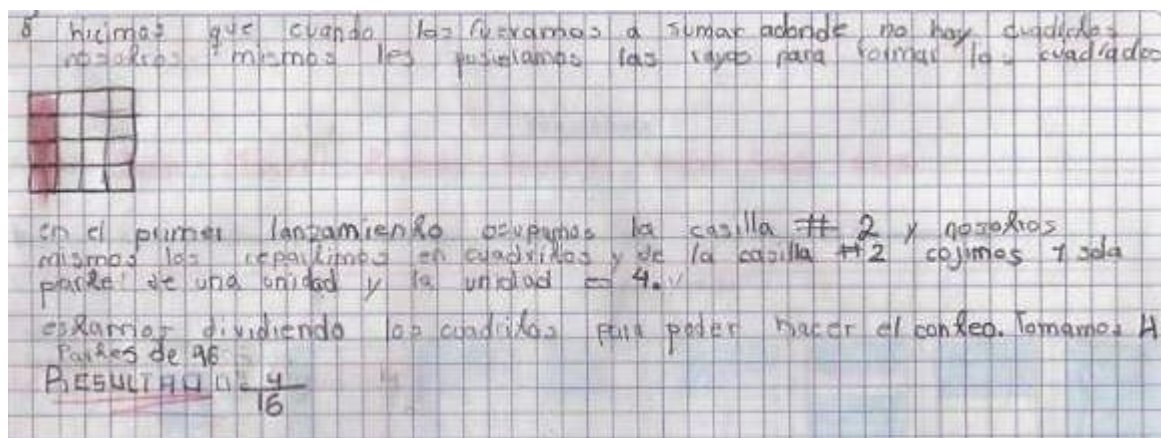 8 hicimos que cuando los fueramos a sumar adonde no hay cuadritos
nosotros mismos les pusieramos las rayas para formar los cuadrados
en el primer lanzamiento ocupamos la casilla # 2 y nosotros
mismos los repartimos en cuadritos y de la casilla #2 cojimos 1 sola
parte de una unidad y la unidad es 4.
estamos dividiendo los cuadritos para poder hacer el conteo. Tomamos 4
Partes de 16
RESULTADO = 4/16